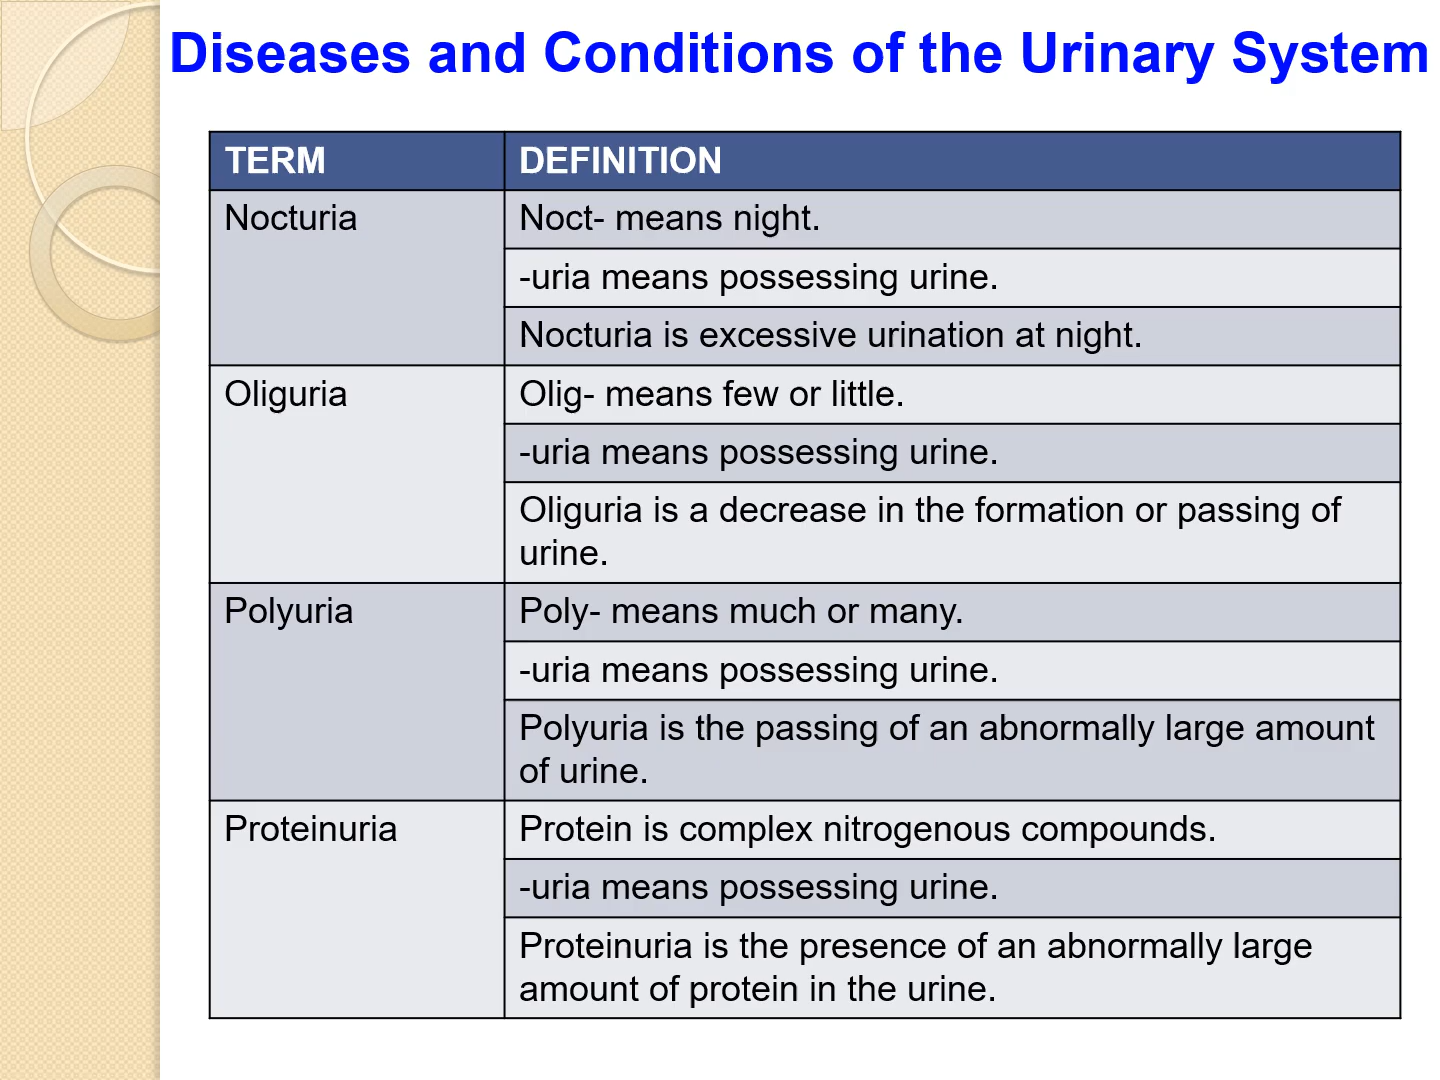 Diseases and Conditions of the Urinary System
TERM
DEFINITION
Nocturia
Noct- means night.
-uria means possessing urine.
Nocturia is excessive urination at night.
Oliguria
Olig- means few or little.
-uria means possessing urine.
Oliguria is a decrease in the formation or passing of
urine.
Polyuria
Poly- means much or many.
-uria means possessing urine.
Polyuria is the passing of an abnormally large amount
of urine.
Proteinuria
Protein is complex nitrogenous compounds.
-uria means possessing urine.
Proteinuria is the presence of an abnormally large
amount of protein in the urine.